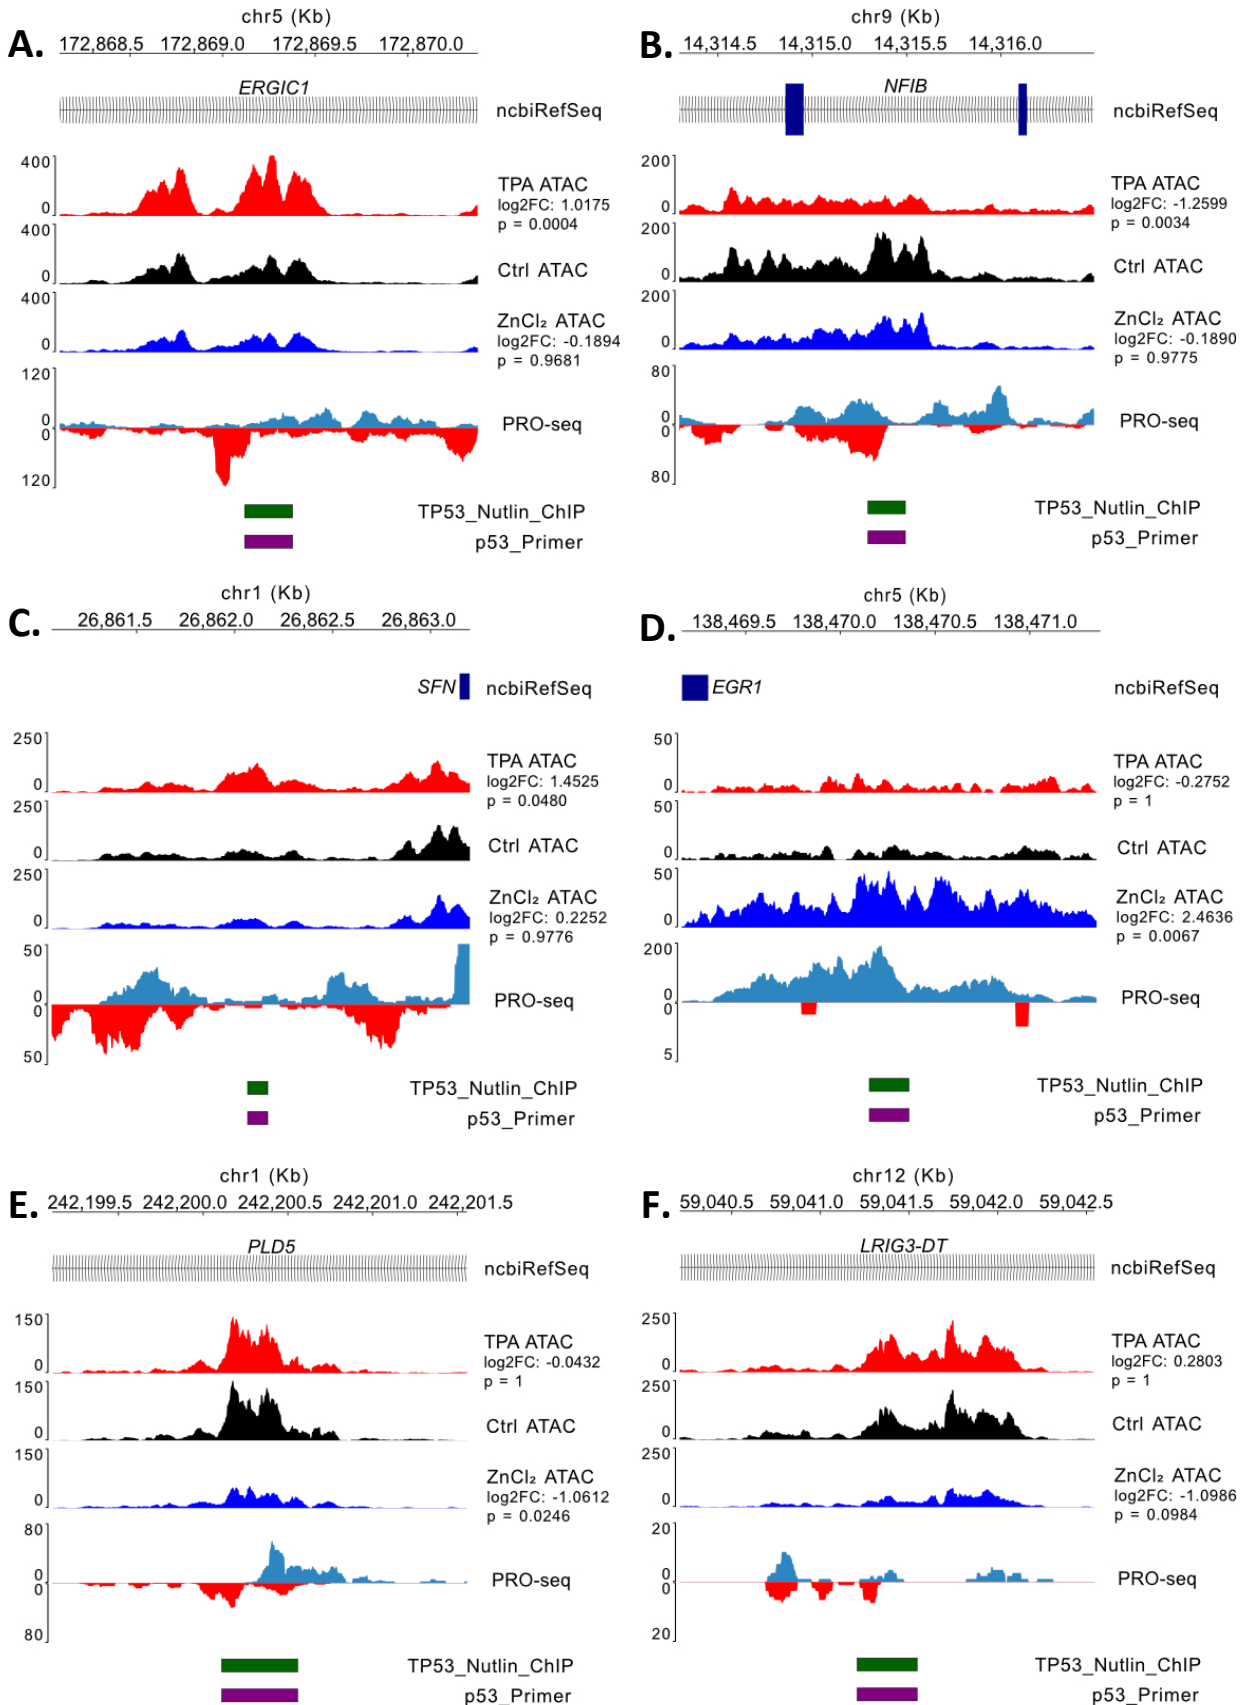 A.
chr5 (Kb)
172,868.5 172,869.0 172,869.5 172,870.0
ERGIC1
ncbiRefSeq
400
0
TPA ATAC
log2FC: 1.0175
p = 0.0004
400
0
Ctrl ATAC
400
0
ZnCl₂ ATAC
log2FC: -0.1894
p = 0.9681
120
0
0
120
PRO-seq
TP53_Nutlin_ChIP
p53_Primer
B.
chr9 (Kb)
14,314.5 14,315.0 14,315.5 14,316.0
NFIB
ncbiRefSeq
200
0
TPA ATAC
log2FC: -1.2599
p = 0.0034
200
0
Ctrl ATAC
200
0
ZnCl₂ ATAC
log2FC: -0.1890
p = 0.9775
80
0
0
80
PRO-seq
TP53_Nutlin_ChIP
p53_Primer
C.
chr1 (Kb)
26,861.5 26,862.0 26,862.5 26,863.0
SFN
ncbiRefSeq
250
0
TPA ATAC
log2FC: 1.4525
p = 0.0480
250
0
Ctrl ATAC
250
0
ZnCl₂ ATAC
log2FC: 0.2252
p = 0.9776
50
0
0
50
PRO-seq
TP53_Nutlin_ChIP
p53_Primer
D.
chr5 (Kb)
138,469.5 138,470.0 138,470.5 138,471.0
EGR1
ncbiRefSeq
50
0
TPA ATAC
log2FC: -0.2752
p = 1
50
0
Ctrl ATAC
50
0
ZnCl₂ ATAC
log2FC: 2.4636
p = 0.0067
200
0
0
5
PRO-seq
TP53_Nutlin_ChIP
p53_Primer
E.
chr1 (Kb)
242,199.5 242,200.0 242,200.5 242,201.0 242,201.5
PLD5
ncbiRefSeq
150
0
TPA ATAC
log2FC: -0.0432
p = 1
150
0
Ctrl ATAC
150
0
ZnCl₂ ATAC
log2FC: -1.0612
p = 0.0246
80
0
0
80
PRO-seq
TP53_Nutlin_ChIP
p53_Primer
F.
chr12 (Kb)
59,040.5 59,041.0 59,041.5 59,042.0 59,042.5
LRIG3-DT
ncbiRefSeq
250
0
TPA ATAC
log2FC: 0.2803
p = 1
250
0
Ctrl ATAC
250
0
ZnCl₂ ATAC
log2FC: -1.0986
p = 0.0984
20
0
0
20
PRO-seq
TP53_Nutlin_ChIP
p53_Primer